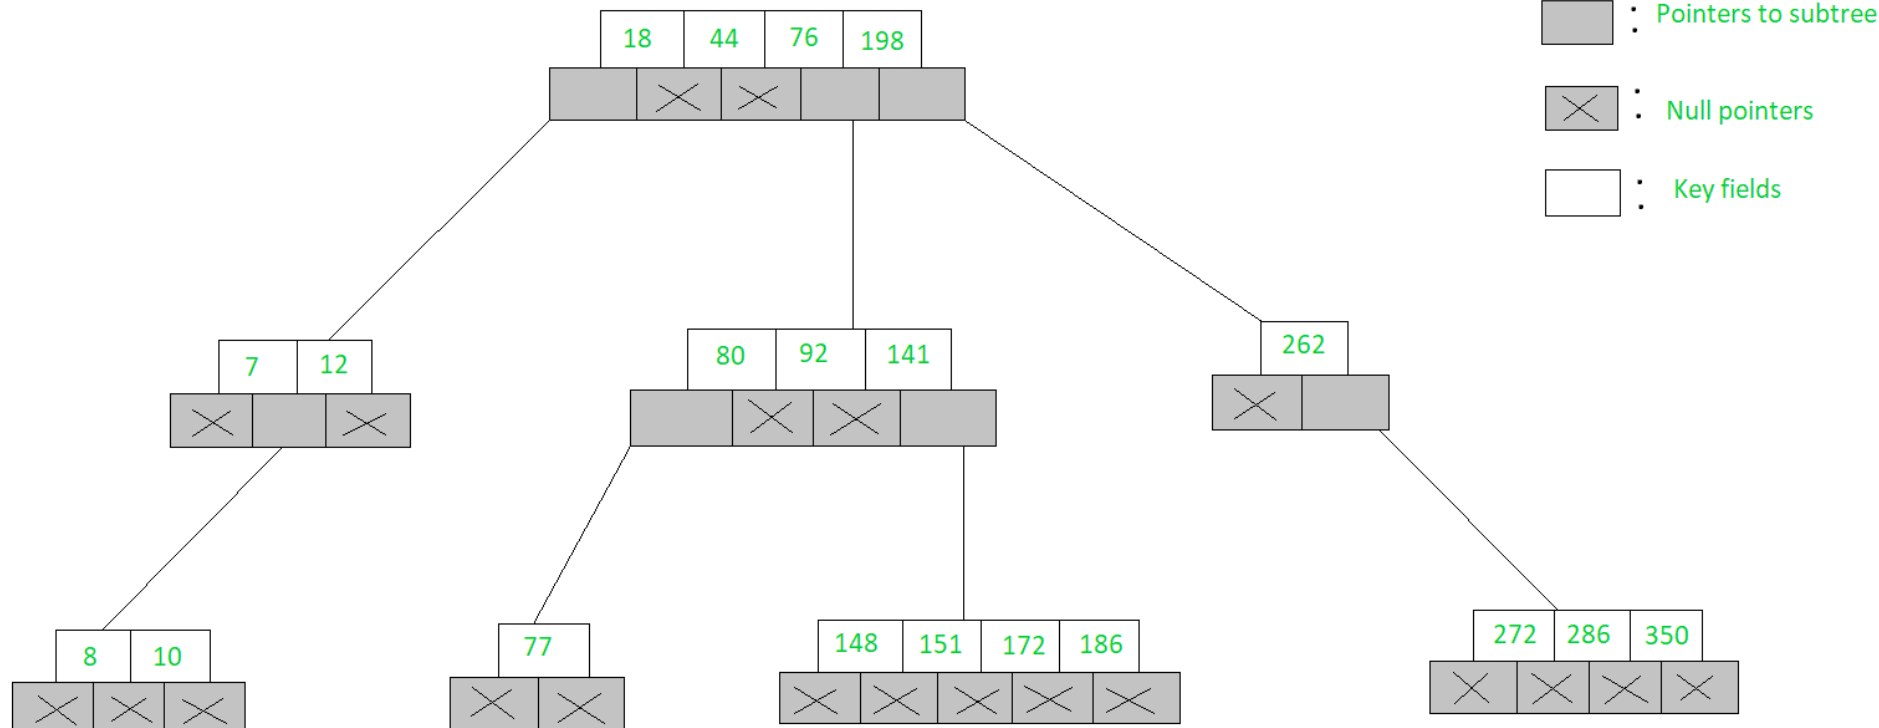 18 44 76 198
: Pointers to subtree
: Null pointers
: Key fields
7 12
80 92 141
262
8 10
77
148 151 172 186
272 286 350